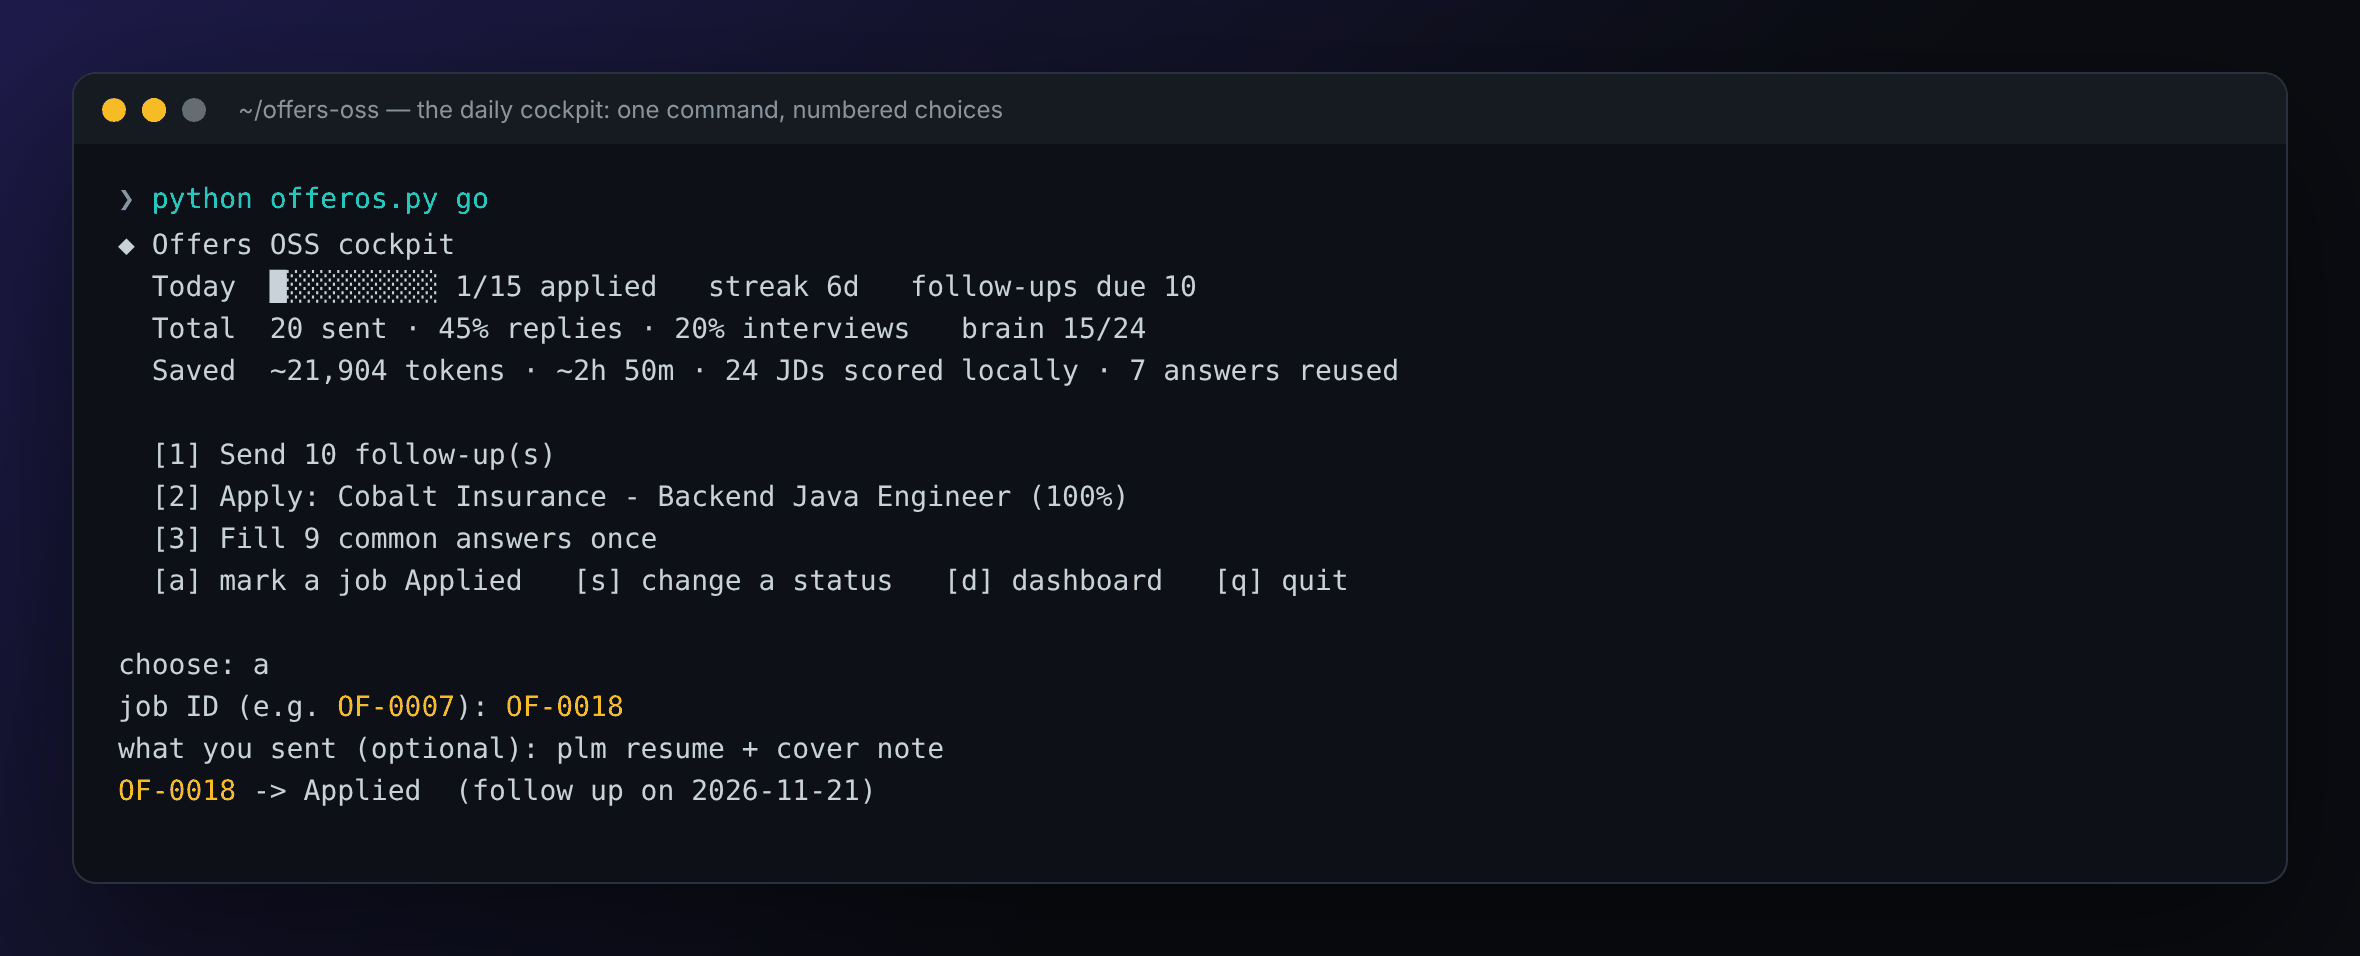 ~/offers-oss — the daily cockpit: one command, numbered choices
❯ python offeros.py go
◆ Offers OSS cockpit
Today █░░░░░░░░░ 1/15 applied streak 6d follow-ups due 10
Total 20 sent · 45% replies · 20% interviews brain 15/24
Saved ~21,904 tokens · ~2h 50m · 24 JDs scored locally · 7 answers reused
[1] Send 10 follow-up(s)
[2] Apply: Cobalt Insurance - Backend Java Engineer (100%)
[3] Fill 9 common answers once
[a] mark a job Applied [s] change a status [d] dashboard [q] quit
choose: a
job ID (e.g. OF-0007): OF-0018
what you sent (optional): plm resume + cover note
OF-0018 -> Applied (follow up on 2026-11-21)